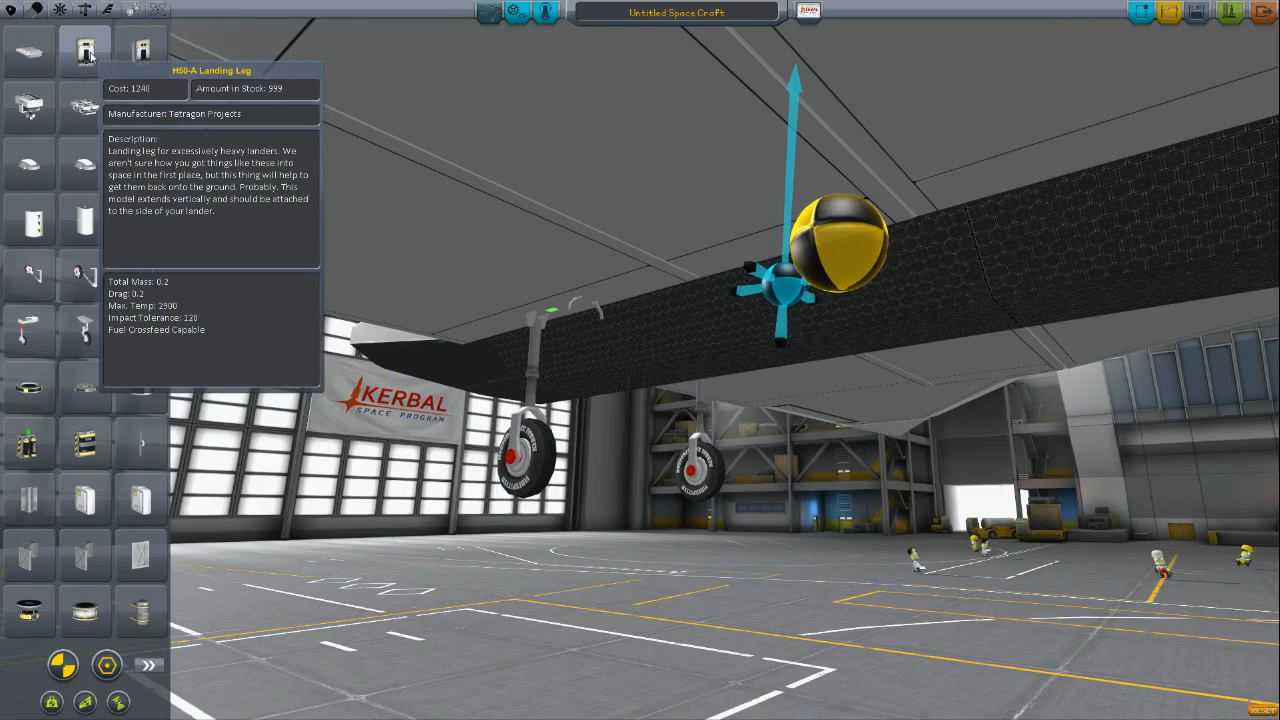 Untitled Space Craft
KERBAL
H50-A Landing Leg
Cost: 1240
Amount in Stock: 999
Manufacturer: Tetragon Projects
Description:
Landing leg for excessively heavy landers. We
aren't sure how you got things like these into
space in the first place, but this thing will help to
get them back onto the ground. Probably. This
model extends vertically and should be attached
to the side of your lander.
Total Mass: 0.2
Drag: 0.2
Max. Temp: 2900
Impact Tolerance: 120
Fuel Crossfeed Capable
KERBAL
SPACE PROGRAM
RESET